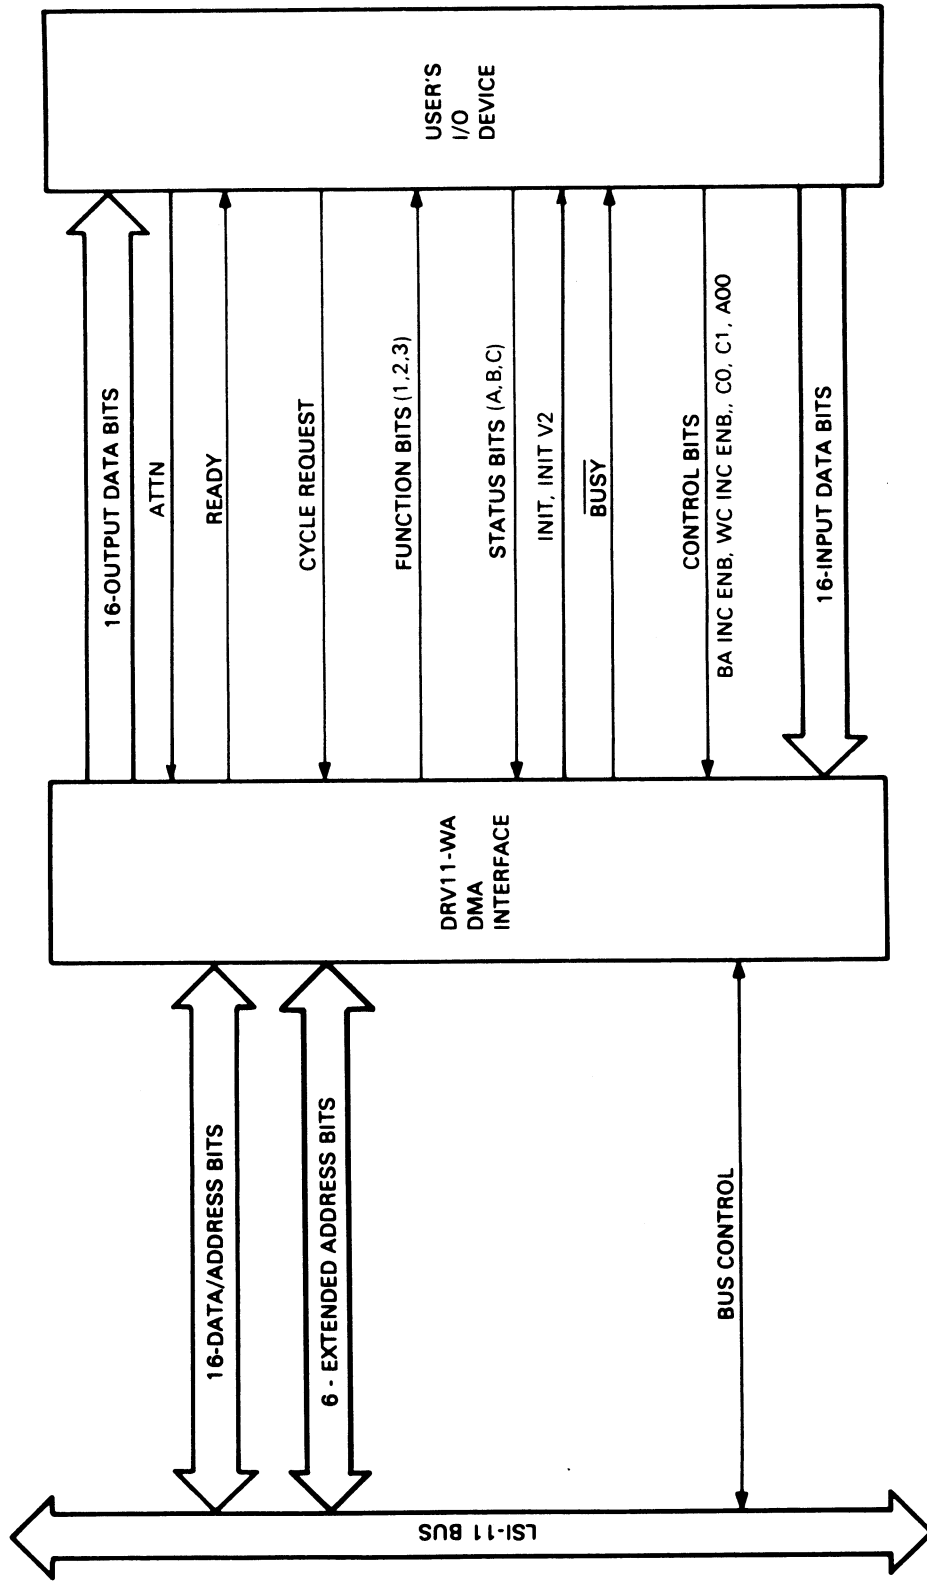 LSI-11 BUS
16-DATA/ADDRESS BITS
6 - EXTENDED ADDRESS BITS
BUS CONTROL
DRV11-WA
DMA
INTERFACE
16-OUTPUT DATA BITS
ATTN
READY
CYCLE REQUEST
FUNCTION BITS (1,2,3)
STATUS BITS (A,B,C)
INIT, INIT V2
BUSY
CONTROL BITS
BA INC ENB, WC INC ENB,, C0, C1, A00
16-INPUT DATA BITS
USER'S
I/O
DEVICE